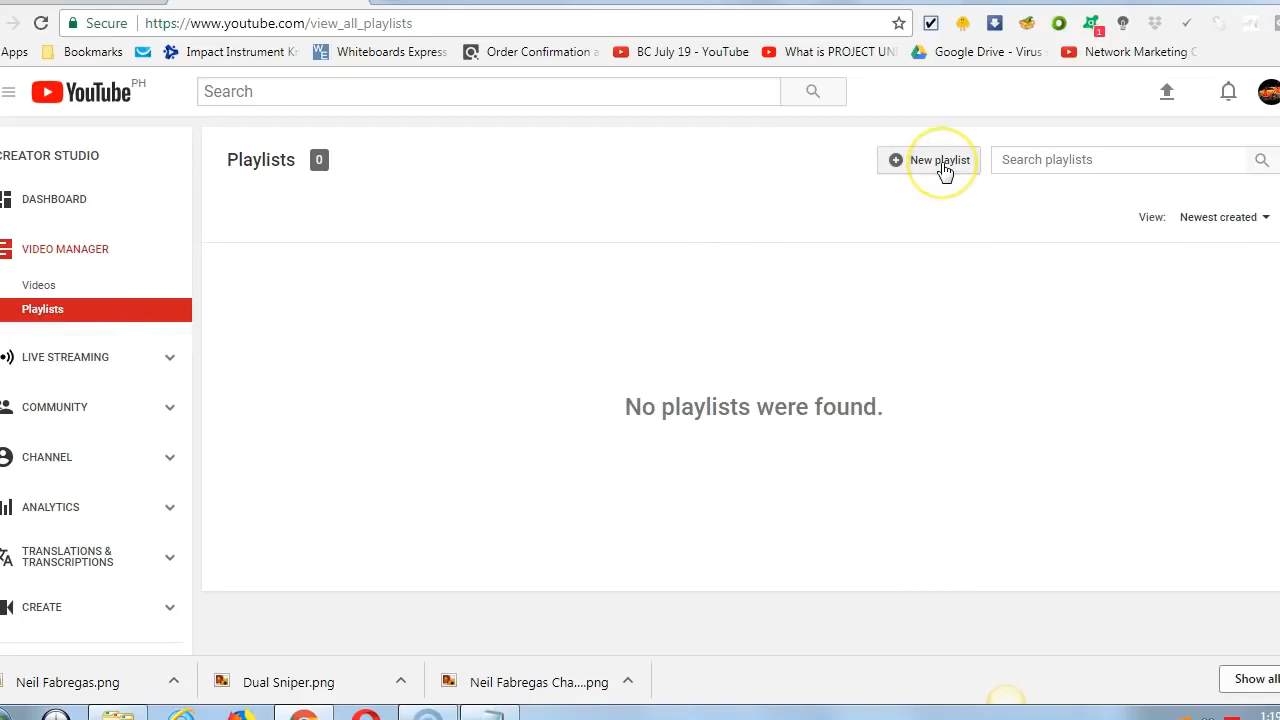 Secure https://www.youtube.com/view_all_playlists
Apps Bookmarks Impact Instrument Kr Whiteboards Express Order Confirmation a BC July 19 - YouTube What is PROJECT UNI Google Drive - Virus Network Marketing C
1
YouTube PH
Search
CREATOR STUDIO
Playlists 0
New playlist
Search playlists
DASHBOARD
View: Newest created
VIDEO MANAGER
Videos
Playlists
LIVE STREAMING
COMMUNITY
No playlists were found.
CHANNEL
ANALYTICS
TRANSLATIONS &
TRANSCRIPTIONS
CREATE
Neil Fabregas.png
Dual Sniper.png
Neil Fabregas Cha....png
Show all